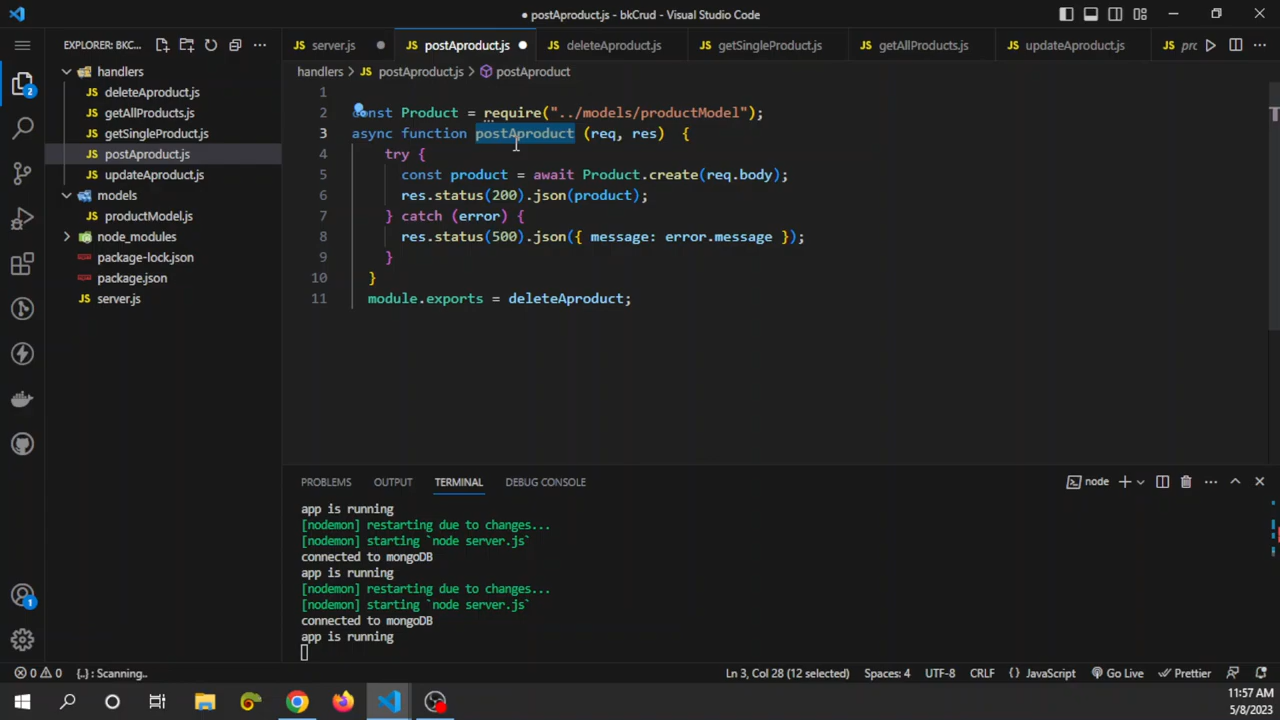 postAproduct.js - bkCrud - Visual Studio Code
EXPLORER: BKC...
server.js
postAproduct.js
deleteAproduct.js
getSingleProduct.js
getAllProducts.js
updateAproduct.js
prc
handlers
deleteAproduct.js
getAllProducts.js
getSingleProduct.js
postAproduct.js
updateAproduct.js
models
productModel.js
node_modules
package-lock.json
package.json
server.js
2
1
handlers > postAproduct.js > postAproduct
1
2 const Product = require("../models/productModel");
3 async function postAproduct (req, res) {
4 try {
5 const product = await Product.create(req.body);
6 res.status(200).json(product);
7 } catch (error) {
8 res.status(500).json({ message: error.message });
9 }
10 }
11 module.exports = deleteAproduct;
PROBLEMS OUTPUT TERMINAL DEBUG CONSOLE
node
app is running
[nodemon] restarting due to changes...
[nodemon] starting `node server.js`
connected to mongoDB
app is running
[nodemon] restarting due to changes...
[nodemon] starting `node server.js`
connected to mongoDB
app is running
0 0 {..} : Scanning..
Ln 3, Col 28 (12 selected) Spaces: 4 UTF-8 CRLF {} JavaScript Go Live Prettier
11:57 AM
5/8/2023